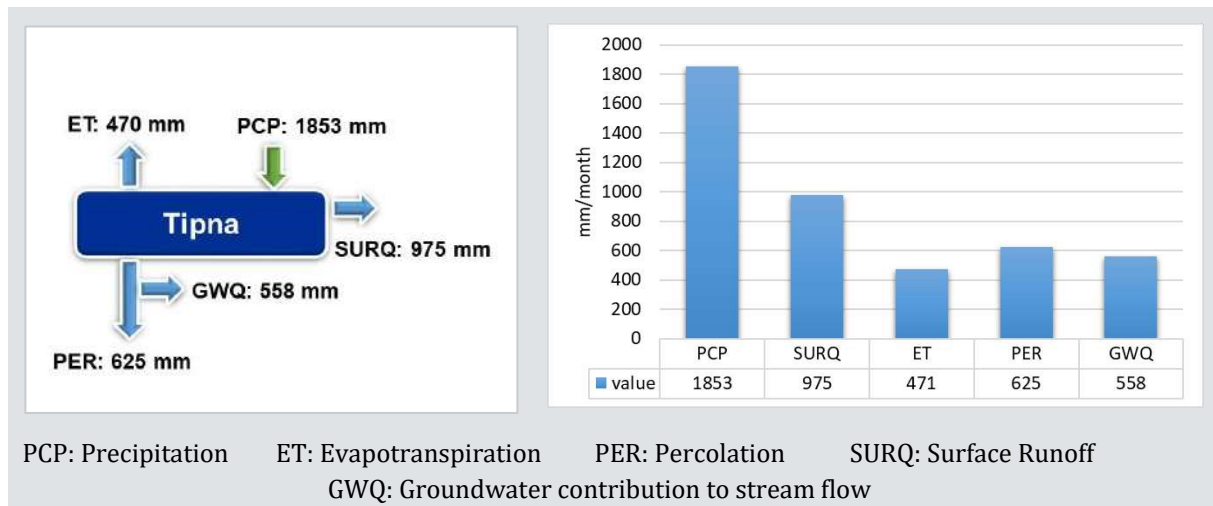 ET: 470 mm
PCP: 1853 mm
Tipna
SURQ: 975 mm
GWQ: 558 mm
PER: 625 mm
mm/month
2000
1800
1600
1400
1200
1000
800
600
400
200
0
PCP SURQ ET PER GWQ
value 1853 975 471 625 558
PCP: Precipitation ET: Evapotranspiration PER: Percolation SURQ: Surface Runoff
GWQ: Groundwater contribution to stream flow